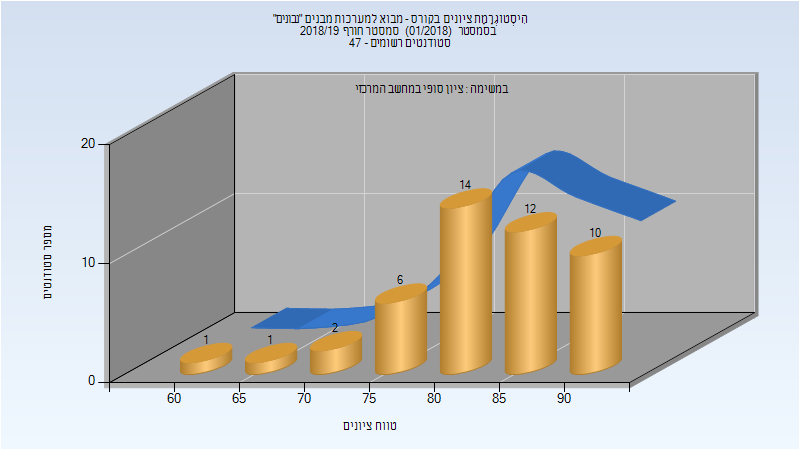 היסטוגרמת ציונים בקורס - מבוא למערכות מבנים "נבונים"
בסמסטר (01/2018) סמסטר חורף 2018/19
סטודנטים רשומים - 47
במשימה : ציון סופי במחשב המרכזי
מספר סטודנטים
20
10
0
1
1
2
6
14
12
10
60
65
70
75
80
85
90
טווח ציונים